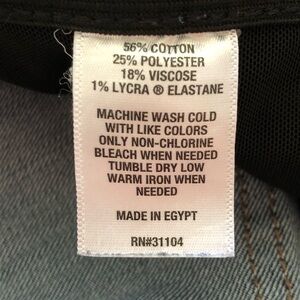 56% COTTON
25% POLYESTER
18% VISCOSE
1% LYCRA ® ELASTANE
MACHINE WASH COLD
WITH LIKE COLORS
ONLY NON-CHLORINE
BLEACH WHEN NEEDED
TUMBLE DRY LOW
WARM IRON WHEN
NEEDED
MADE IN EGYPT
RN#31104